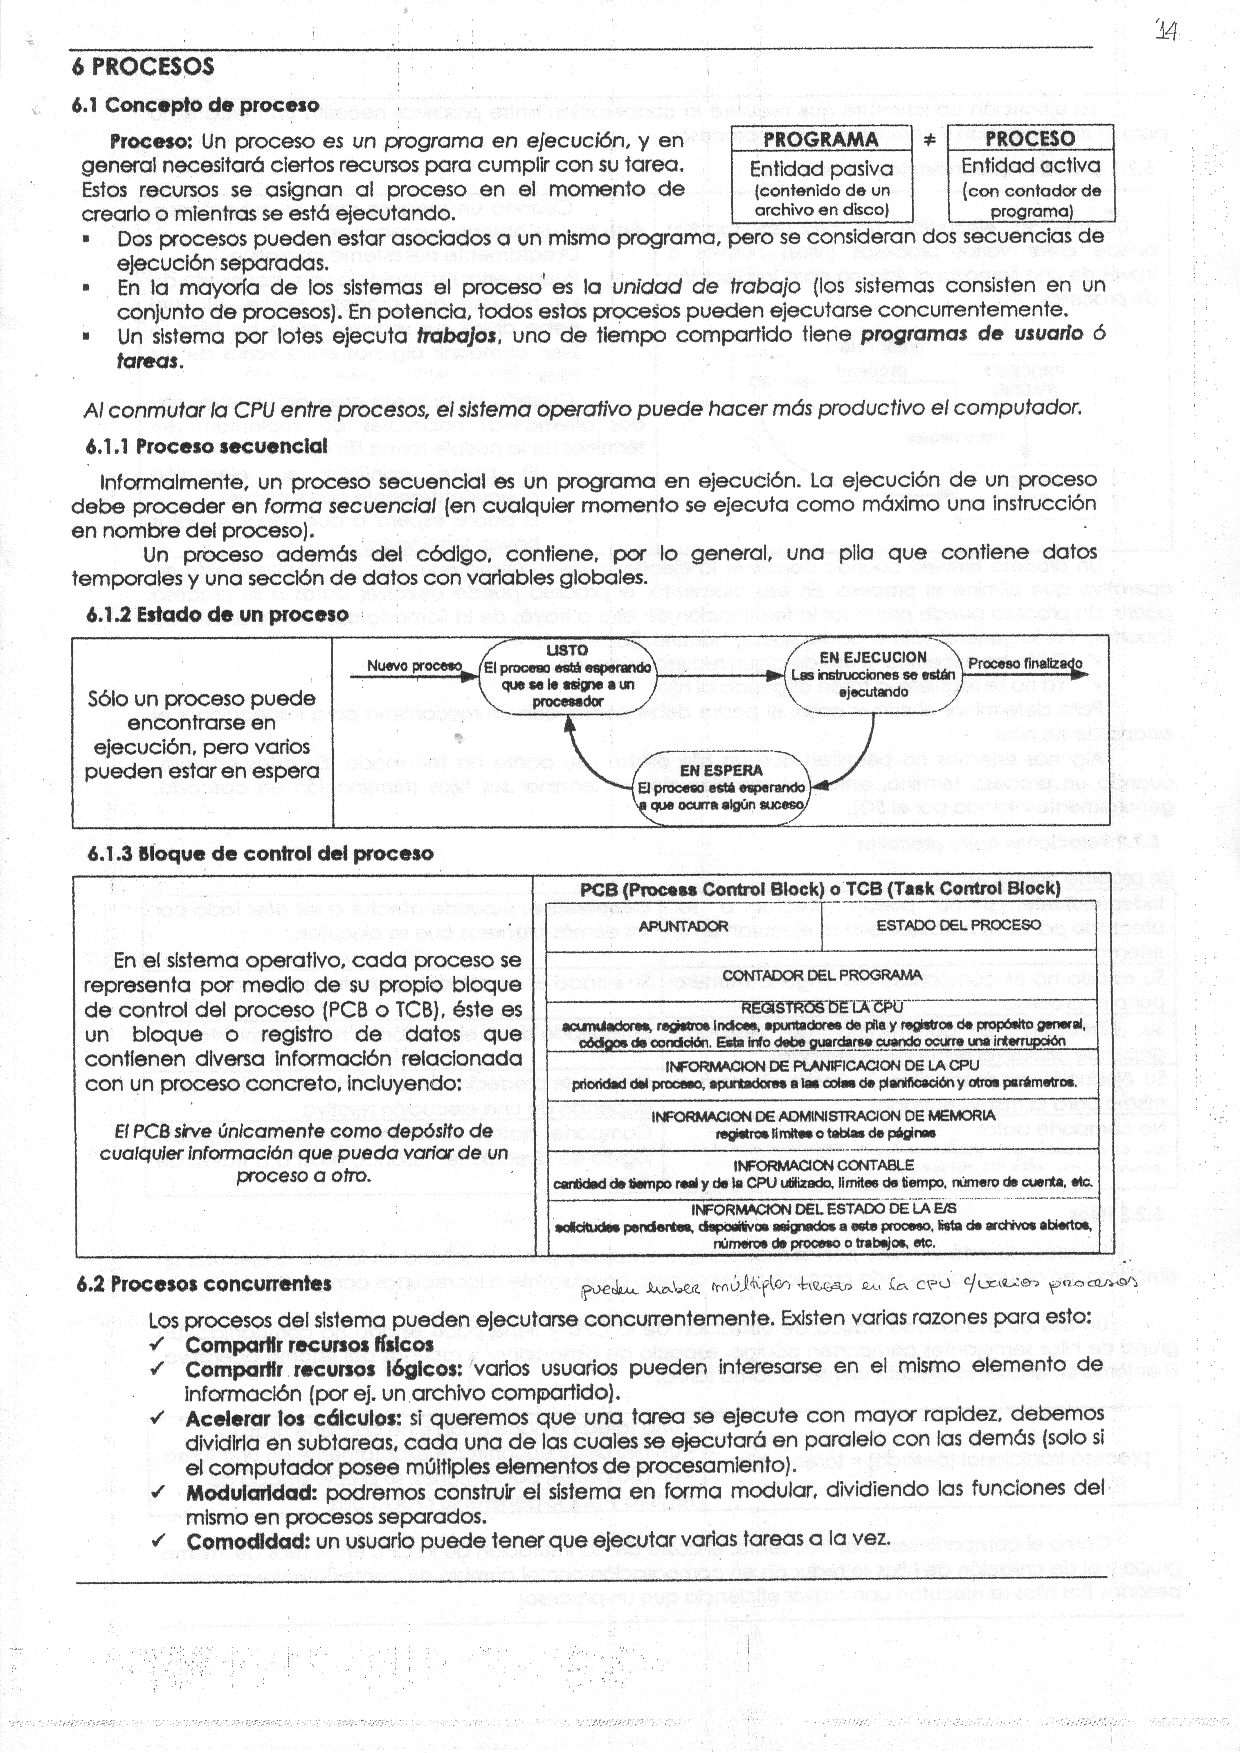 14
6 PROCESOS
6.1 Concepto de proceso
Proceso: Un proceso es un programa en ejecución, y en
general necesitará ciertos recursos para cumplir con su tarea.
Estos recursos se asignan al proceso en el momento de
crearlo o mientras se está ejecutando.
PROGRAMA ≠ PROCESO
Entidad pasiva
(contenido de un
archivo en disco)
Entidad activa
(con contador de
programa)
▪ Dos procesos pueden estar asociados a un mismo programa, pero se consideran dos secuencias de
ejecución separadas.
▪ En la mayoría de los sistemas el proceso es la unidad de trabajo (los sistemas consisten en un
conjunto de procesos). En potencia, todos estos procesos pueden ejecutarse concurrentemente.
▪ Un sistema por lotes ejecuta trabajos, uno de tiempo compartido tiene programas de usuario ó
tareas.
Al conmutar la CPU entre procesos, el sistema operativo puede hacer más productivo el computador.
6.1.1 Proceso secuencial
Informalmente, un proceso secuencial es un programa en ejecución. La ejecución de un proceso
debe proceder en forma secuencial (en cualquier momento se ejecuta como máximo una instrucción
en nombre del proceso).
Un proceso además del código, contiene, por lo general, una pila que contiene datos
temporales y una sección de datos con variables globales.
6.1.2 Estado de un proceso
Sólo un proceso puede
encontrarse en
ejecución, pero varios
pueden estar en espera
Nuevo proceso
LISTO
El proceso está esperando
que se le asigne a un
procesador
EN EJECUCION
Las instrucciones se están
ejecutando
Proceso finalizado
EN ESPERA
El proceso está esperando
a que ocurra algún suceso
6.1.3 Bloque de control del proceso
En el sistema operativo, cada proceso se
representa por medio de su propio bloque
de control del proceso (PCB o TCB), éste es
un bloque o registro de datos que
contienen diversa información relacionada
con un proceso concreto, incluyendo:
El PCB sirve únicamente como depósito de
cualquier información que pueda variar de un
proceso a otro.
PCB (Process Control Block) o TCB (Task Control Block)
APUNTADOR
ESTADO DEL PROCESO
CONTADOR DEL PROGRAMA
REGISTROS DE LA CPU
acumuladores, registros índices, apuntadores de pila y registros de propósito general,
códigos de condición. Esta info debe guardarse cuando ocurre una interrupción
INFORMACION DE PLANIFICACION DE LA CPU
prioridad del proceso, apuntadores a las colas de planificación y otros parámetros.
INFORMACION DE ADMINISTRACION DE MEMORIA
registros límites o tablas de páginas
INFORMACION CONTABLE
cantidad de tiempo real y de la CPU utilizado, límites de tiempo, número de cuenta, etc.
INFORMACION DEL ESTADO DE LA E/S
solicitudes pendientes, dispositivos asignados a este proceso, lista de archivos abiertos,
números de proceso o trabajos, etc.
6.2 Procesos concurrentes
pueden haber múltiples tareas en la CPU y varios procesos
Los procesos del sistema pueden ejecutarse concurrentemente. Existen varias razones para esto:
✓ Compartir recursos físicos
✓ Compartir recursos lógicos: varios usuarios pueden interesarse en el mismo elemento de
información (por ej. un archivo compartido).
✓ Acelerar los cálculos: si queremos que una tarea se ejecute con mayor rapidez, debemos
dividirla en subtareas, cada una de las cuales se ejecutará en paralelo con las demás (solo si
el computador posee múltiples elementos de procesamiento).
✓ Modularidad: podremos construir el sistema en forma modular, dividiendo las funciones del
mismo en procesos separados.
✓ Comodidad: un usuario puede tener que ejecutar varias tareas a la vez.